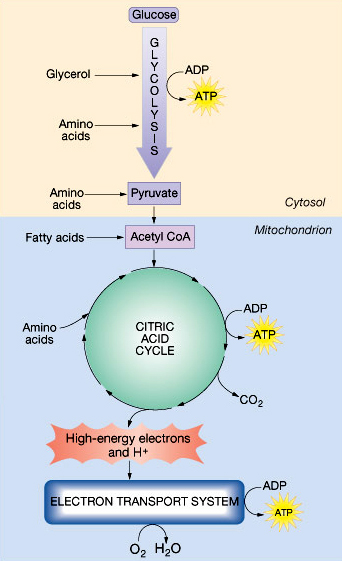 Glucose
GLYCOLYSIS
Glycerol
ADP
ATP
Amino
acids
Amino
acids
Pyruvate
Cytosol
Mitochondrion
Fatty acids
Acetyl CoA
CITRIC
ACID
CYCLE
Amino
acids
ADP
ATP
CO2
High-energy electrons
and H+
ELECTRON TRANSPORT SYSTEM
ADP
ATP
O2 H2O